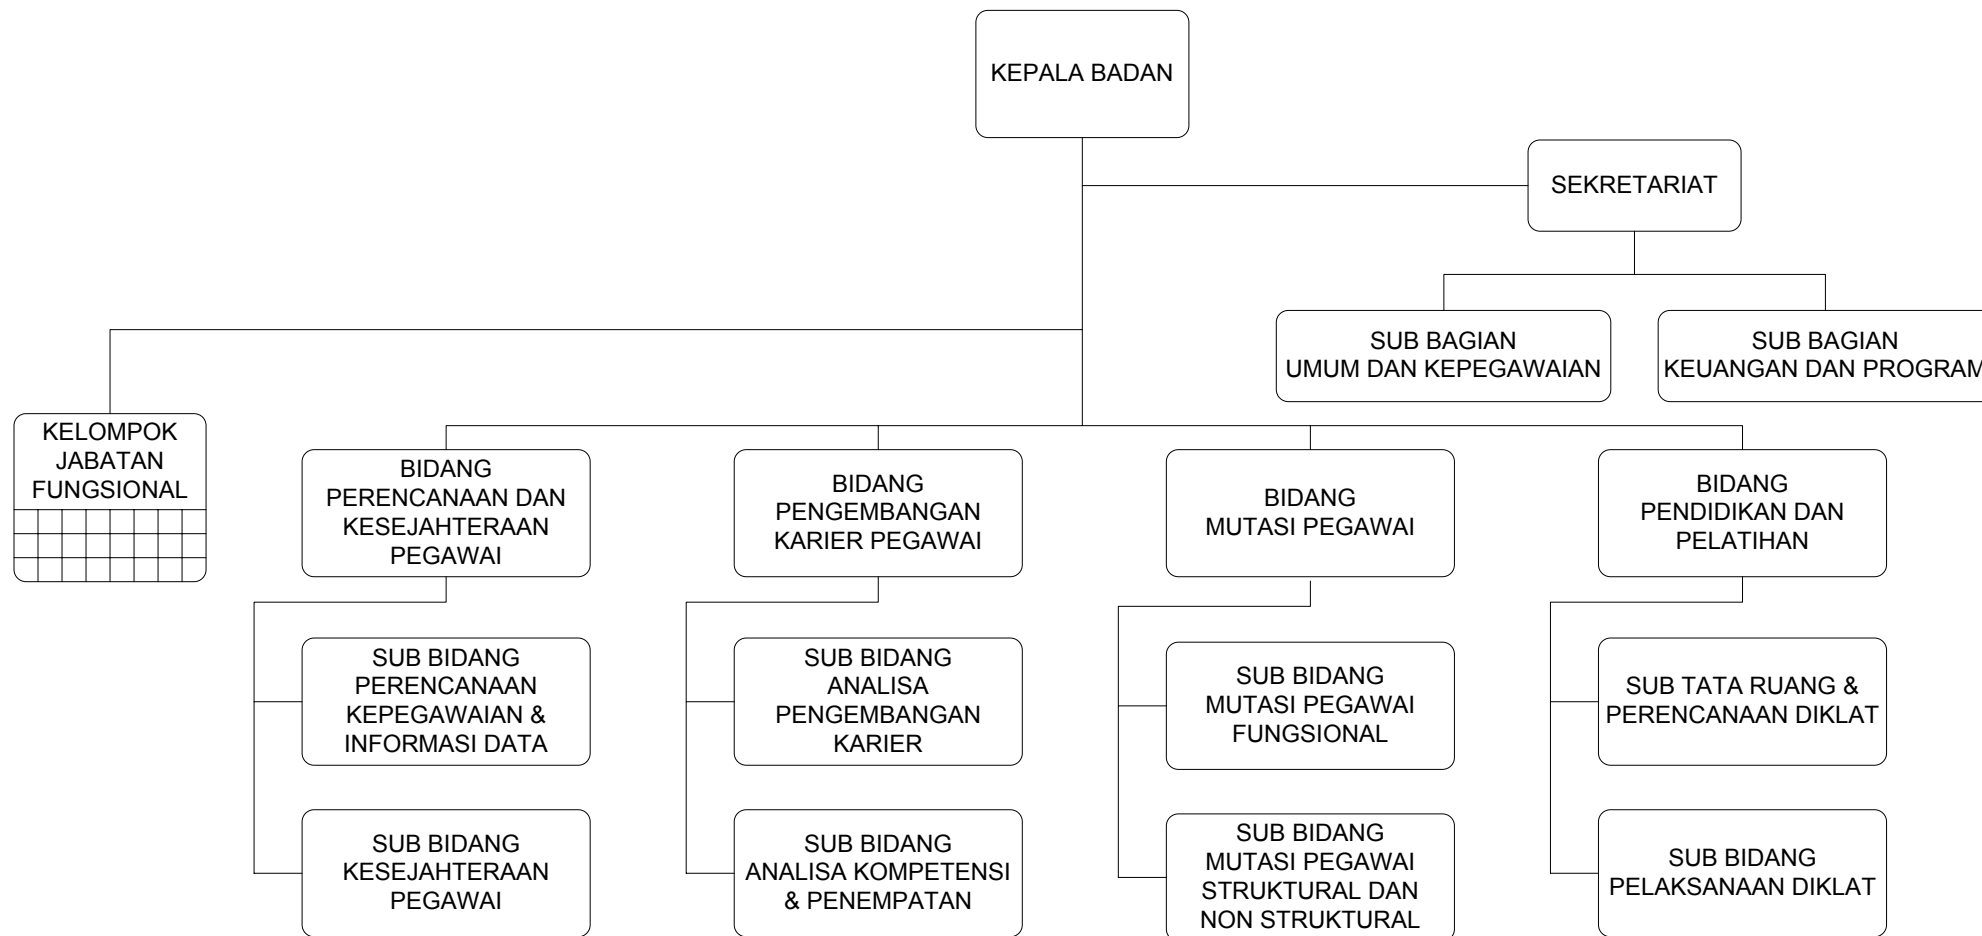 KEPALA BADAN
SEKRETARIAT
SUB BAGIAN
UMUM DAN KEPEGAWAIAN
SUB BAGIAN
KEUANGAN DAN PROGRAM
KELOMPOK
JABATAN
FUNGSIONAL
BIDANG
PERENCANAAN DAN
KESEJAHTERAAN
PEGAWAI
BIDANG
PENGEMBANGAN
KARIER PEGAWAI
BIDANG
MUTASI PEGAWAI
BIDANG
PENDIDIKAN DAN
PELATIHAN
SUB BIDANG
PERENCANAAN
KEPEGAWAIAN &
INFORMASI DATA
SUB BIDANG
ANALISA
PENGEMBANGAN
KARIER
SUB BIDANG
MUTASI PEGAWAI
FUNGSIONAL
SUB TATA RUANG &
PERENCANAAN DIKLAT
SUB BIDANG
KESEJAHTERAAN
PEGAWAI
SUB BIDANG
ANALISA KOMPETENSI
& PENEMPATAN
SUB BIDANG
MUTASI PEGAWAI
STRUKTURAL DAN
NON STRUKTURAL
SUB BIDANG
PELAKSANAAN DIKLAT